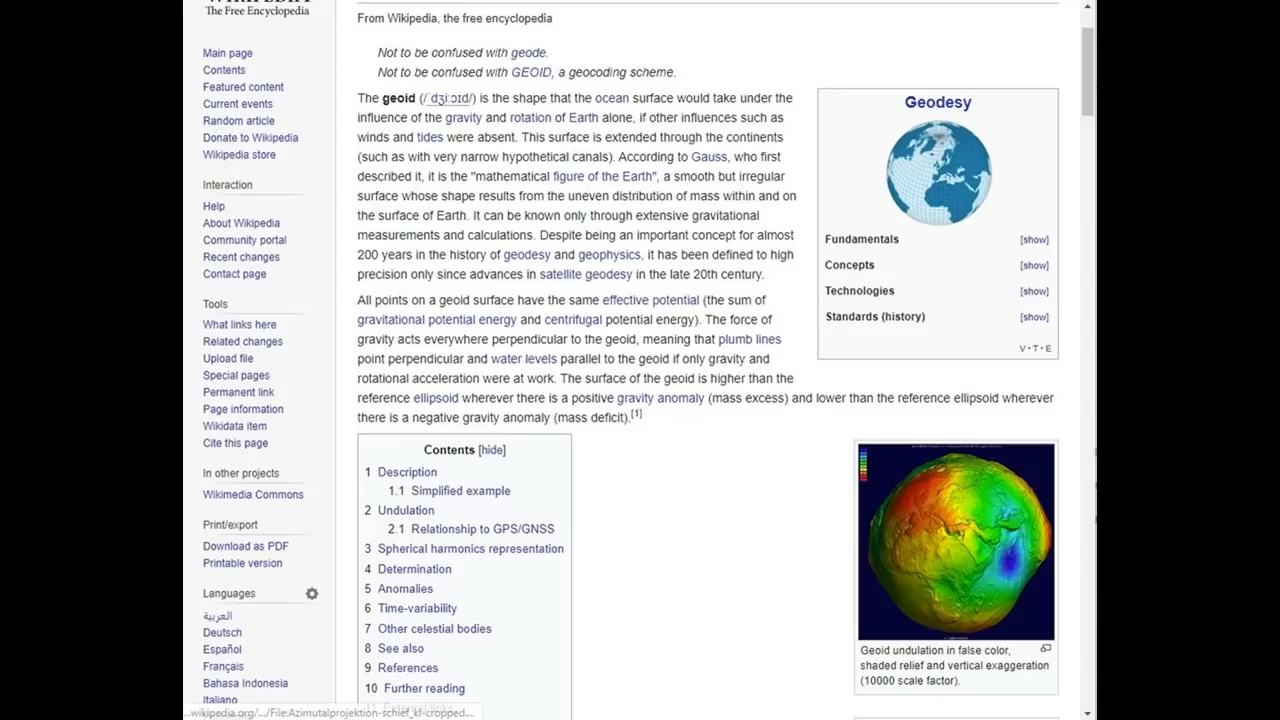 WIKIPEDIA
The Free Encyclopedia
Main page
Contents
Featured content
Current events
Random article
Donate to Wikipedia
Wikipedia store
Interaction
Help
About Wikipedia
Community portal
Recent changes
Contact page
Tools
What links here
Related changes
Upload file
Special pages
Permanent link
Page information
Wikidata item
Cite this page
In other projects
Wikimedia Commons
Print/export
Download as PDF
Printable version
Languages
العربية
Deutsch
Español
Français
Bahasa Indonesia
Italiano
...wikipedia.org/.../File:Azimutalprojektion-schief_kl-cropped....
From Wikipedia, the free encyclopedia
Not to be confused with geode.
Not to be confused with GEOID, a geocoding scheme.
The geoid (/ˈdʒiːɔɪd/) is the shape that the ocean surface would take under the
influence of the gravity and rotation of Earth alone, if other influences such as
winds and tides were absent. This surface is extended through the continents
(such as with very narrow hypothetical canals). According to Gauss, who first
described it, it is the "mathematical figure of the Earth", a smooth but irregular
surface whose shape results from the uneven distribution of mass within and on
the surface of Earth. It can be known only through extensive gravitational
measurements and calculations. Despite being an important concept for almost
200 years in the history of geodesy and geophysics, it has been defined to high
precision only since advances in satellite geodesy in the late 20th century.
All points on a geoid surface have the same effective potential (the sum of
gravitational potential energy and centrifugal potential energy). The force of
gravity acts everywhere perpendicular to the geoid, meaning that plumb lines
point perpendicular and water levels parallel to the geoid if only gravity and
rotational acceleration were at work. The surface of the geoid is higher than the
reference ellipsoid wherever there is a positive gravity anomaly (mass excess) and lower than the reference ellipsoid wherever
there is a negative gravity anomaly (mass deficit).[1]
Contents [hide]
1 Description
1.1 Simplified example
2 Undulation
2.1 Relationship to GPS/GNSS
3 Spherical harmonics representation
4 Determination
5 Anomalies
6 Time-variability
7 Other celestial bodies
8 See also
9 References
10 Further reading
11 External links
Geodesy
Fundamentals [show]
Concepts [show]
Technologies [show]
Standards (history) [show]
V·T·E
Geoid undulation in false color,
shaded relief and vertical exaggeration
(10000 scale factor).